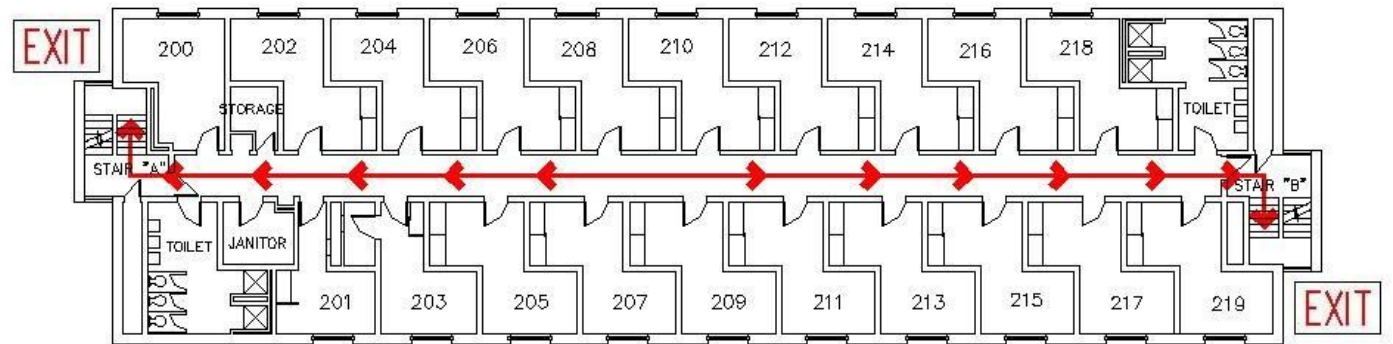 EXIT
200 202 204 206 208 210 212 214 216 218
STORAGE
TOILET
STAIR "A"
STAIR "B"
TOILET
JANITOR
201 203 205 207 209 211 213 215 217 219
EXIT